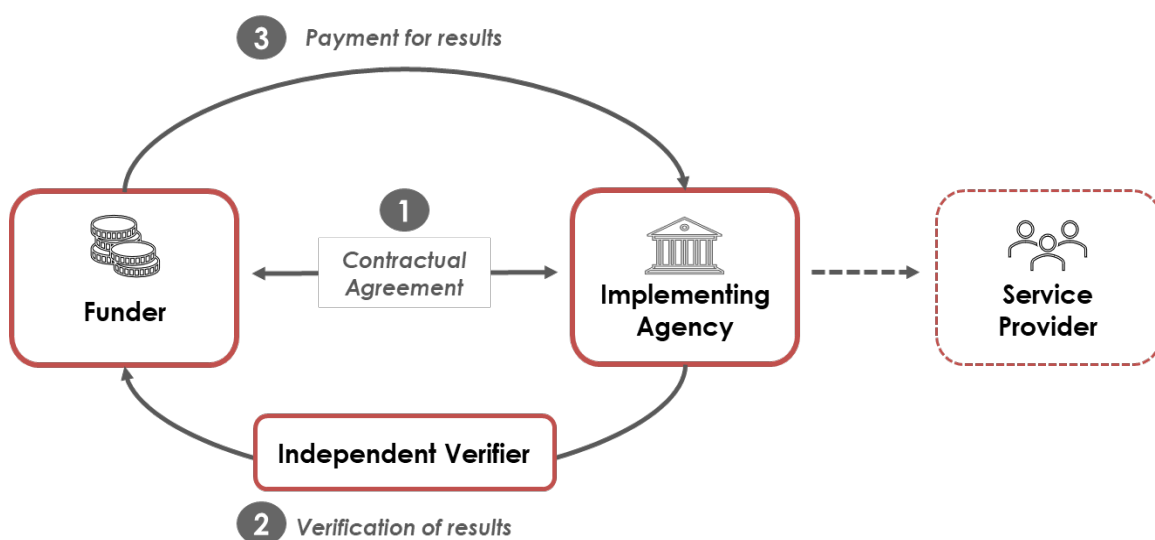 3 Payment for results
1
Contractual
Agreement
Funder
Implementing
Agency
Service
Provider
Independent Verifier
2 Verification of results